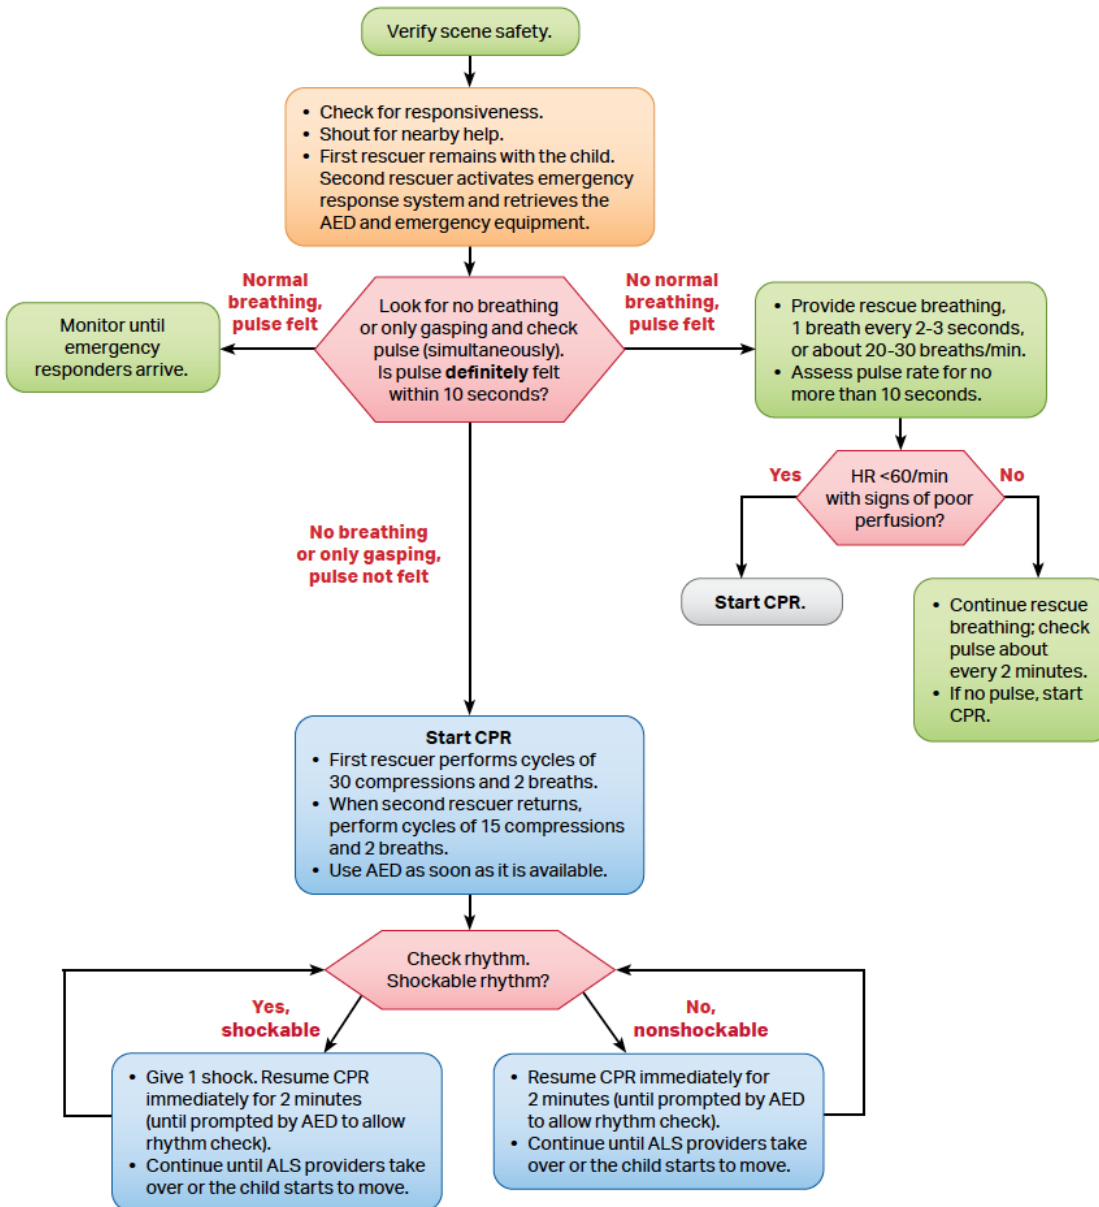 Verify scene safety.
• Check for responsiveness.
• Shout for nearby help.
• First rescuer remains with the child.
Second rescuer activates emergency
response system and retrieves the
AED and emergency equipment.
Normal
breathing,
pulse felt
Look for no breathing
or only gasping and check
pulse (simultaneously).
Is pulse definitely felt
within 10 seconds?
No normal
breathing,
pulse felt
Monitor until
emergency
responders arrive.
• Provide rescue breathing,
1 breath every 2-3 seconds,
or about 20-30 breaths/min.
• Assess pulse rate for no
more than 10 seconds.
Yes
HR <60/min
with signs of poor
perfusion?
No
No breathing
or only gasping,
pulse not felt
Start CPR.
• Continue rescue
breathing; check
pulse about
every 2 minutes.
• If no pulse, start
CPR.
Start CPR
• First rescuer performs cycles of
30 compressions and 2 breaths.
• When second rescuer returns,
perform cycles of 15 compressions
and 2 breaths.
• Use AED as soon as it is available.
Check rhythm.
Shockable rhythm?
Yes,
shockable
No,
nonshockable
• Give 1 shock. Resume CPR
immediately for 2 minutes
(until prompted by AED to allow
rhythm check).
• Continue until ALS providers take
over or the child starts to move.
• Resume CPR immediately for
2 minutes (until prompted by AED
to allow rhythm check).
• Continue until ALS providers take
over or the child starts to move.